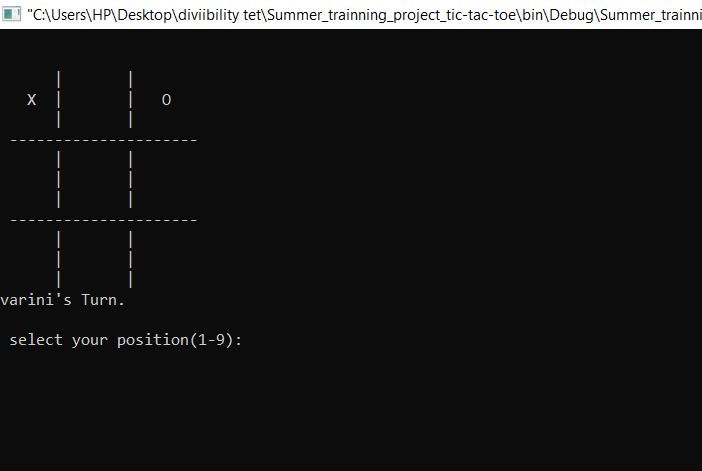 "C:\Users\HP\Desktop\diviibility tet\Summer_trainning_project_tic-tac-toe\bin\Debug\Summer_trainni
X | | O
---------------------
---------------------
varini's Turn.
select your position(1-9):